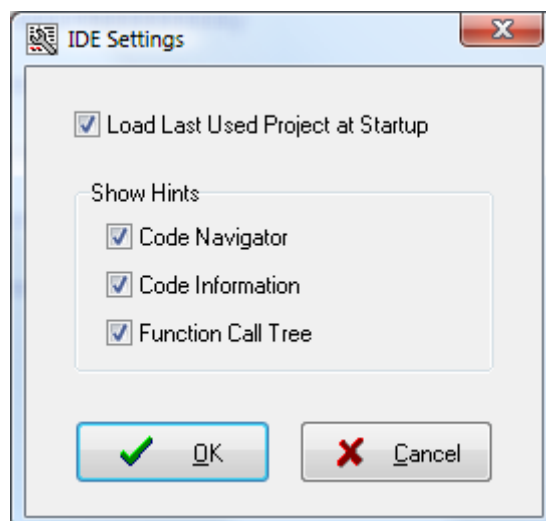 IDE Settings
Load Last Used Project at Startup
Show Hints
Code Navigator
Code Information
Function Call Tree
OK
Cancel